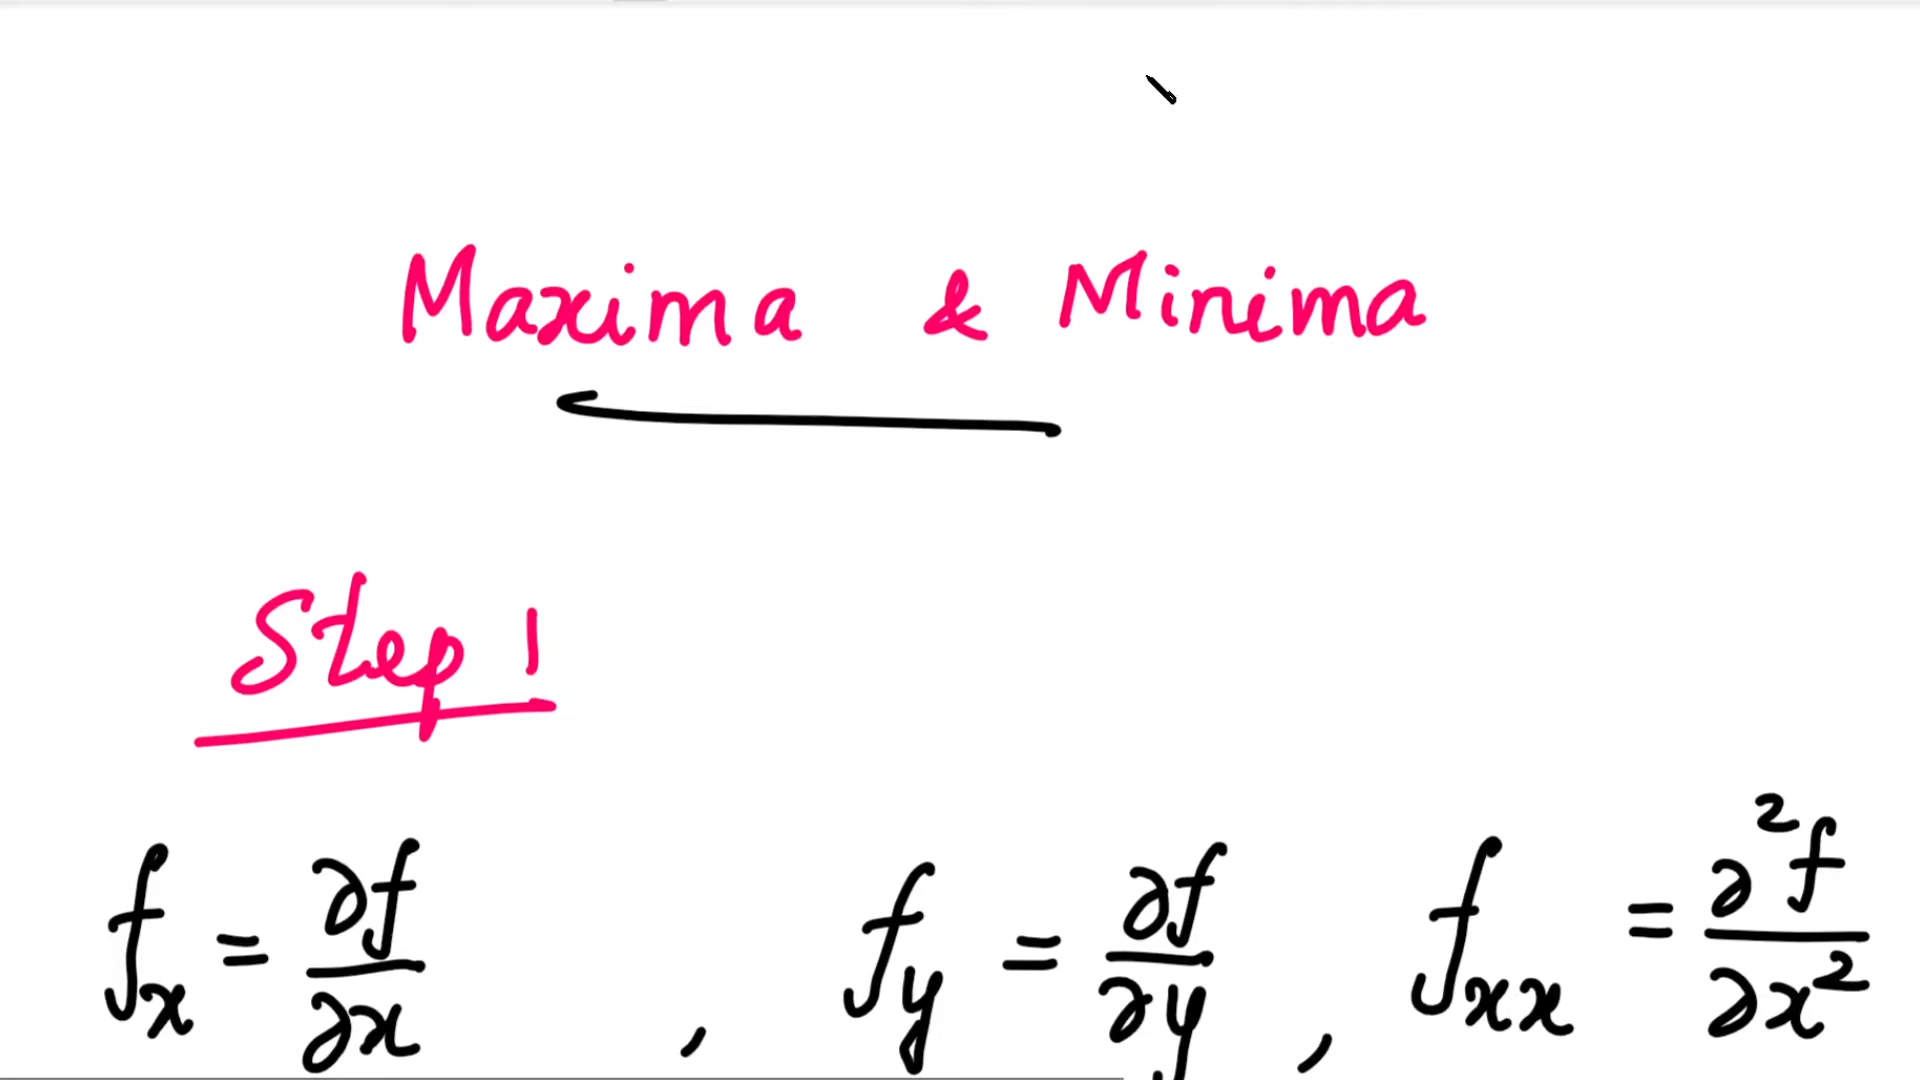 Maxima & Minima
Step 1
fx = ∂f/∂x , fy = ∂f/∂y , fxx = ∂²f/∂x²